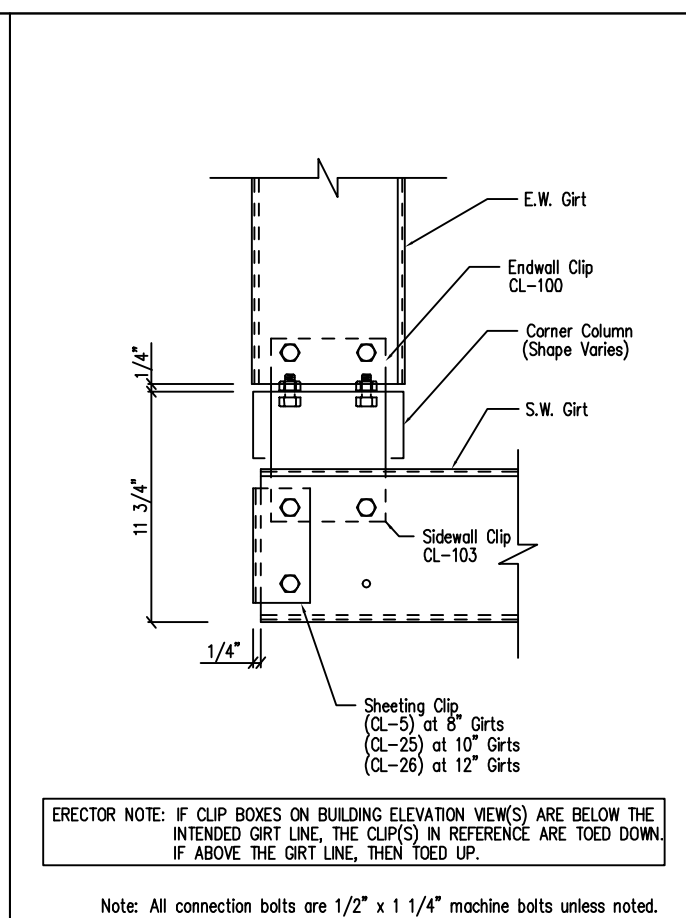 E.W. Girt
Endwall Clip
CL-100
Corner Column
(Shape Varies)
1/4"
S.W. Girt
11 3/4"
Sidewall Clip
CL-103
1/4"
Sheeting Clip
(CL-5) at 8" Girts
(CL-25) at 10" Girts
(CL-26) at 12" Girts
ERECTOR NOTE: IF CLIP BOXES ON BUILDING ELEVATION VIEW(S) ARE BELOW THE
INTENDED GIRT LINE, THE CLIP(S) IN REFERENCE ARE TOED DOWN.
IF ABOVE THE GIRT LINE, THEN TOED UP.
Note: All connection bolts are 1/2" x 1 1/4" machine bolts unless noted.